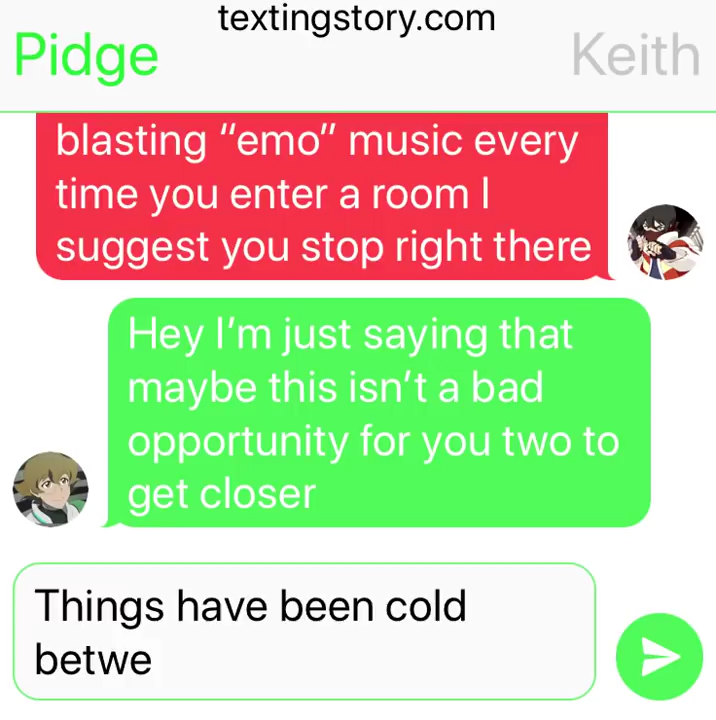 textingstory.com
Pidge
Keith
blasting “emo” music every
time you enter a room I
suggest you stop right there
Hey I’m just saying that
maybe this isn’t a bad
opportunity for you two to
get closer
Things have been cold
betwe